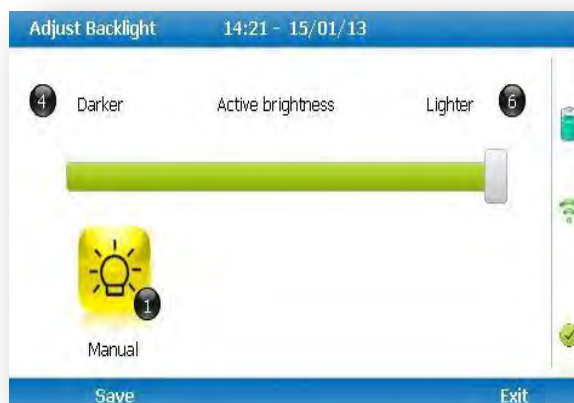 Adjust Backlight 14:21 - 15/01/13
4 Darker Active brightness Lighter 6
1
Manual
Save Exit